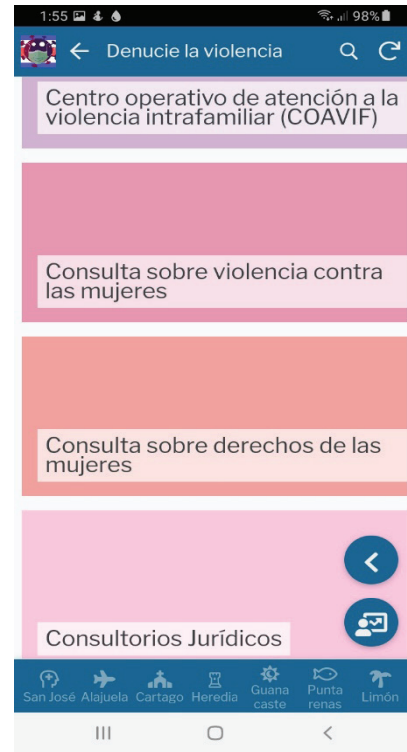 1:55 98%
Denucie la violencia
Centro operativo de atención a la
violencia intrafamiliar (COAVIF)
Consulta sobre violencia contra
las mujeres
Consulta sobre derechos de las
mujeres
Consultorios Jurídicos
San José Alajuela Cartago Heredia Guana Punta Limón
caste renas